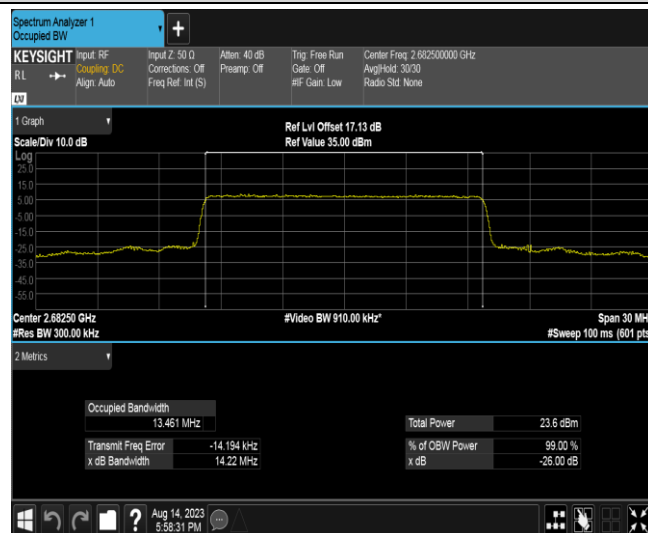 Spectrum Analyzer 1
Occupied BW
KEYSIGHT
RL
LXI
Input: RF
Coupling: DC
Align: Auto
Input Z: 50 Ω
Corrections: Off
Freq Ref: Int (S)
Atten: 40 dB
Preamp: Off
Trig: Free Run
Gate: Off
#IF Gain: Low
Center Freq: 2.682500000 GHz
Avg|Hold: 30/30
Radio Std: None
1 Graph
Scale/Div 10.0 dB
Ref Lvl Offset 17.13 dB
Ref Value 35.00 dBm
Log
25.0
15.0
5.00
-5.00
-15.0
-25.0
-35.0
-45.0
-55.0
Center 2.68250 GHz
#Res BW 300.00 kHz
#Video BW 910.00 kHz*
Span 30 MH
#Sweep 100 ms (601 pts
2 Metrics
Occupied Bandwidth
13.461 MHz
Transmit Freq Error -14.194 kHz
x dB Bandwidth 14.22 MHz
Total Power 23.6 dBm
% of OBW Power 99.00 %
x dB -26.00 dB
?
Aug 14, 2023
5:58:31 PM